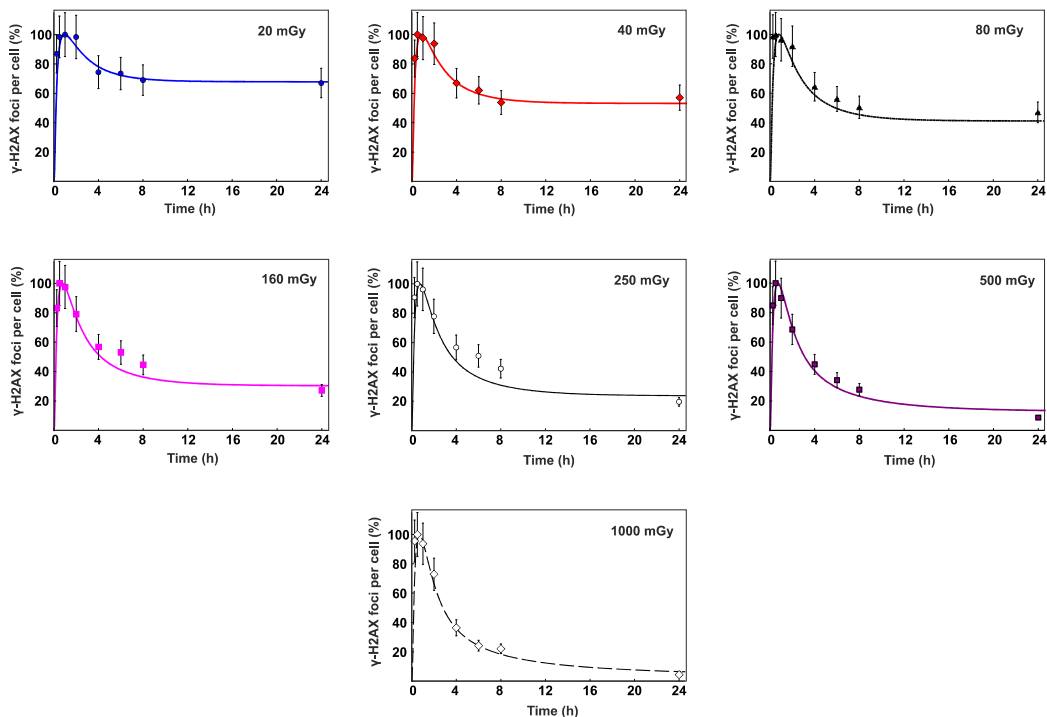 20 mGy
γ-H2AX foci per cell (%)
100
80
60
40
20
0 4 8 12 16 20 24
Time (h)
40 mGy
γ-H2AX foci per cell (%)
100
80
60
40
20
0 4 8 12 16 20 24
Time (h)
80 mGy
γ-H2AX foci per cell (%)
100
80
60
40
20
0 4 8 12 16 20 24
Time (h)
160 mGy
γ-H2AX foci per cell (%)
100
80
60
40
20
0 4 8 12 16 20 24
Time (h)
250 mGy
γ-H2AX foci per cell (%)
100
80
60
40
20
0 4 8 12 16 20 24
Time (h)
500 mGy
γ-H2AX foci per cell (%)
100
80
60
40
20
0 4 8 12 16 20 24
Time (h)
1000 mGy
γ-H2AX foci per cell (%)
100
80
60
40
20
0 4 8 12 16 20 24
Time (h)